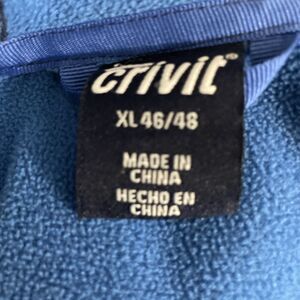 crivit®
XL 46/48
MADE IN
CHINA
HECHO EN
CHINA